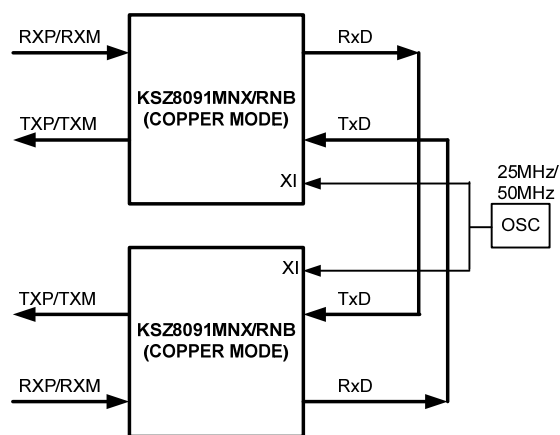 RXP/RXM
RxD
KSZ8091MNX/RNB
(COPPER MODE)
TXP/TXM
TxD
XI
25MHz/
50MHz
OSC
XI
TXP/TXM
TxD
KSZ8091MNX/RNB
(COPPER MODE)
RXP/RXM
RxD